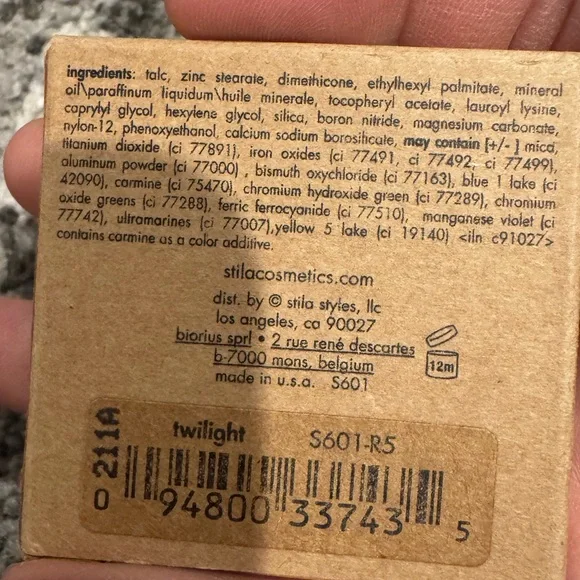 ingredients: talc, zinc stearate, dimethicone, ethylhexyl palmitate, mineral
oil\paraffinum liquidum\huile minerale, tocopheryl acetate, lauroyl lysine,
caprylyl glycol, hexylene glycol, silica, boron nitride, magnesium carbonate,
nylon-12, phenoxyethanol, calcium sodium borosilicate, may contain [+/-] mica,
titanium dioxide (ci 77891), iron oxides (ci 77491, ci 77492, ci 77499),
aluminum powder (ci 77000) , bismuth oxychloride (ci 77163), blue 1 lake (ci
42090), carmine (ci 75470), chromium hydroxide green (ci 77289), chromium
oxide greens (ci 77288), ferric ferrocyanide (ci 77510), manganese violet (ci
77742), ultramarines (ci 77007),yellow 5 lake (ci 19140) <iln c91027>
contains carmine as a color additive.
stilacosmetics.com
dist. by © stila styles, llc
los angeles, ca 90027
biorius sprl • 2 rue rené descartes
b-7000 mons, belgium
made in u.s.a. S601
12m
211A
twilight S601-R5
0 94800 33743 5